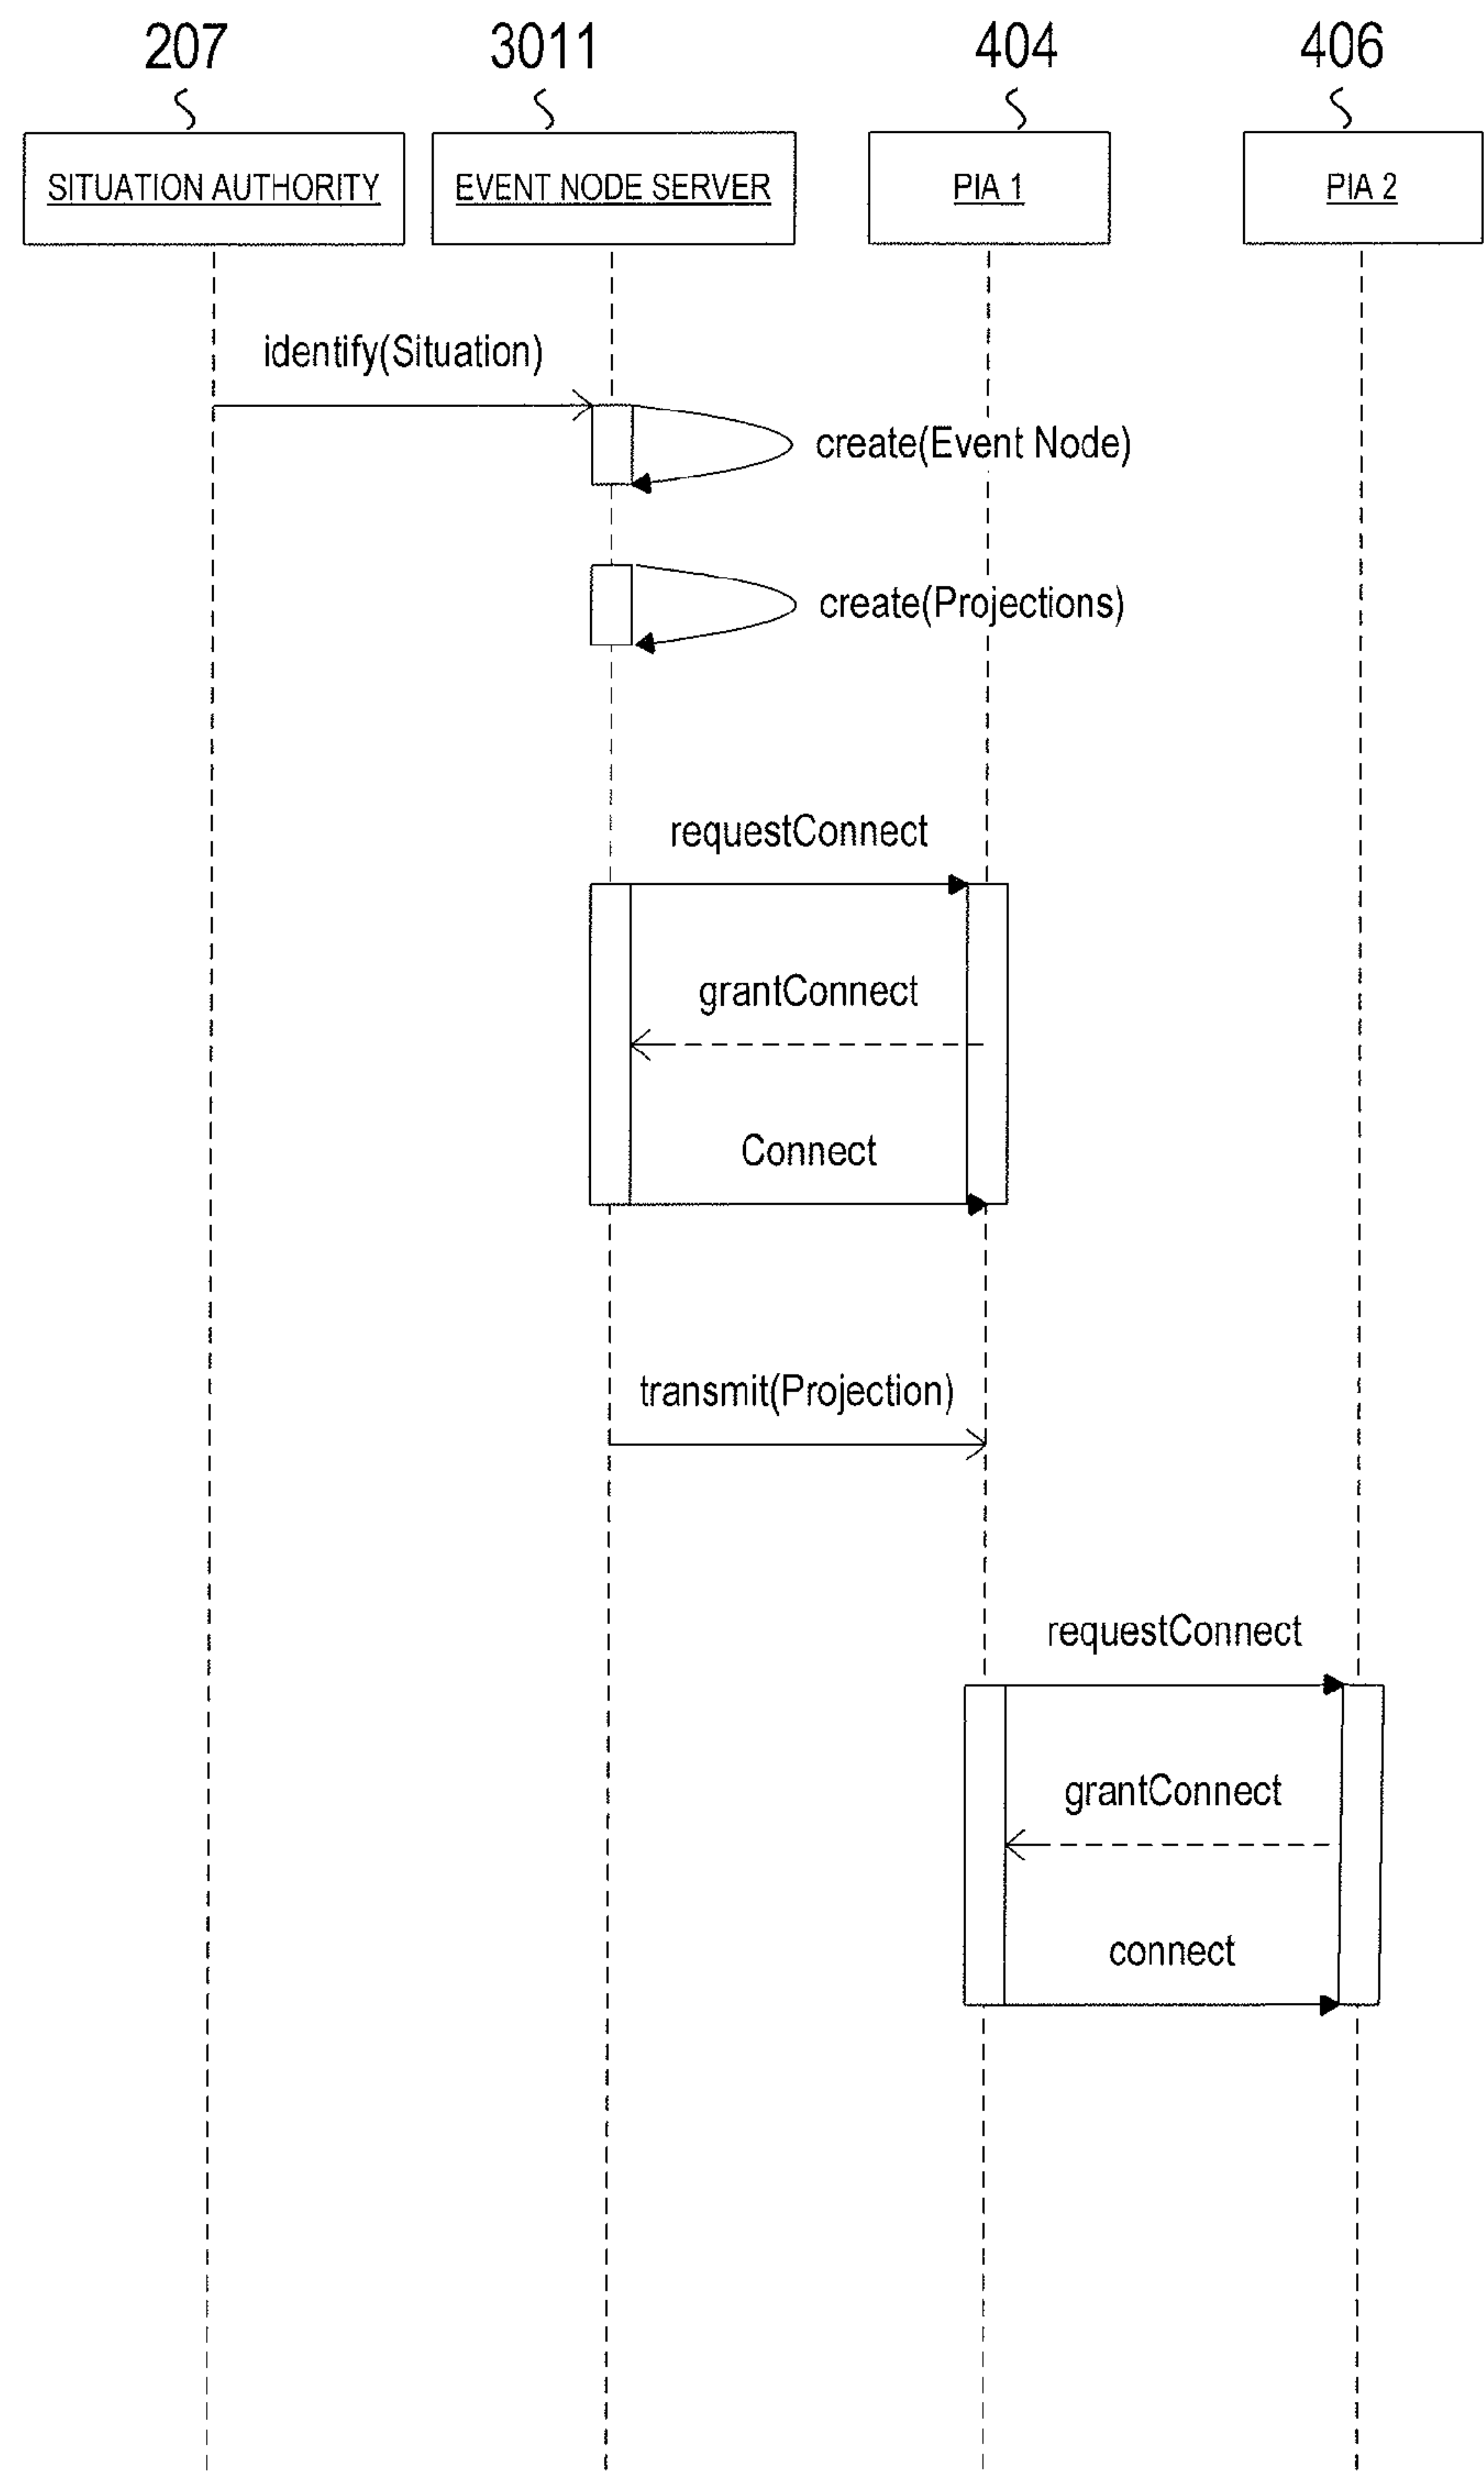 207 3011 404 406
SITUATION AUTHORITY EVENT NODE SERVER PIA 1 PIA 2
identify(Situation)
create(Event Node)
create(Projections)
requestConnect
grantConnect
Connect
transmit(Projection)
requestConnect
grantConnect
connect